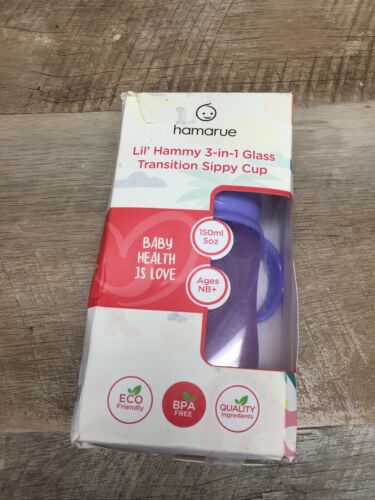 hamarue
Lil' Hammy 3-in-1 Glass
Transition Sippy Cup
150ml
5oz
BABY
HEALTH
IS LOVE
Ages
NB+
ECO
Friendly
BPA
FREE
QUALITY
Ingredients